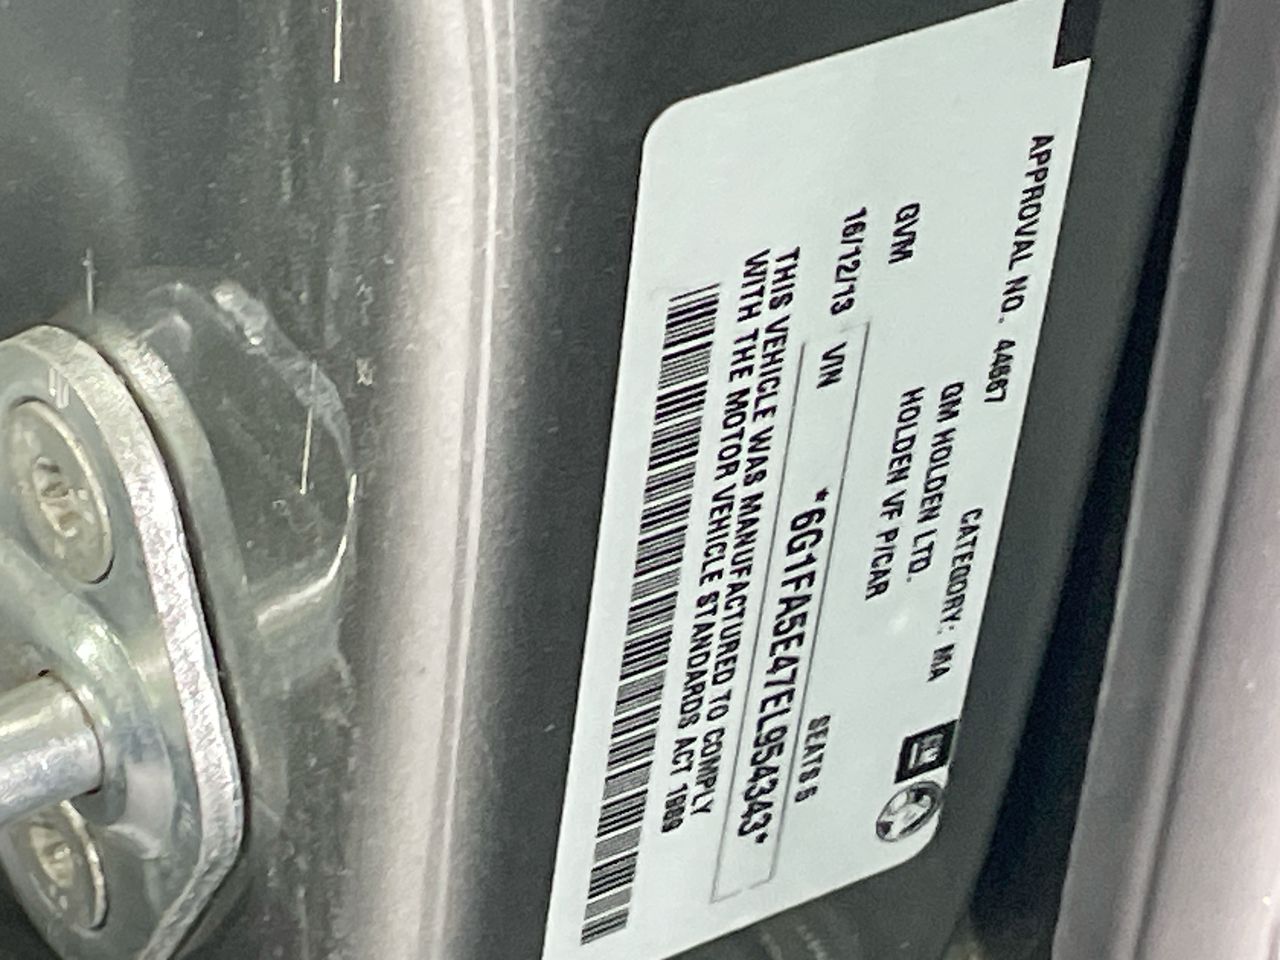 APPROVAL NO. 44867
CATEGORY: MA
GM HOLDEN LTD.
HOLDEN VF P/CAR
GVM
SEATS 5
16/12/13 VIN *6G1FA5E47EL954343*
THIS VEHICLE WAS MANUFACTURED TO COMPLY
WITH THE MOTOR VEHICLE STANDARDS ACT 1989
GM